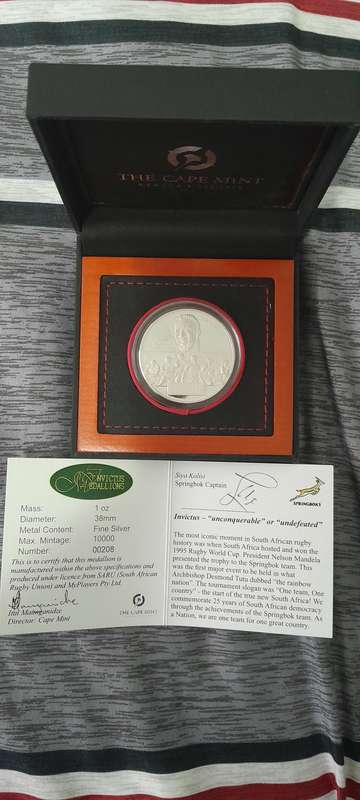 THE CAPE MINT
INVICTUS
MEDALLIONS
Mass: 1 oz
Diameter: 38mm
Metal Content: Fine Silver
Max. Mintage: 10000
Number: 00208
This is to certify that this medallion is
manufactured within the above specifications and
produced under licence from SARU (South African
Rugby Union) and McPlayers Pty Ltd.
Director: Cape Mint
THE CAPE MINT
Siya Kolisi
Springbok Captain
SPRINGBOKS
Invictus – "unconquerable" or "undefeated"
The most iconic moment in South African rugby
history was when South Africa hosted and won the
1995 Rugby World Cup. President Nelson Mandela
presented the trophy to the Springbok team. This
was the first major event to be held in what
Archbishop Desmond Tutu dubbed "the rainbow
nation". The tournament slogan was "One team, One
country" - the start of the true new South Africa! We
commemorate 25 years of South African democracy
through the achievements of the Springbok team. As
a Nation, we are one team for one great country.